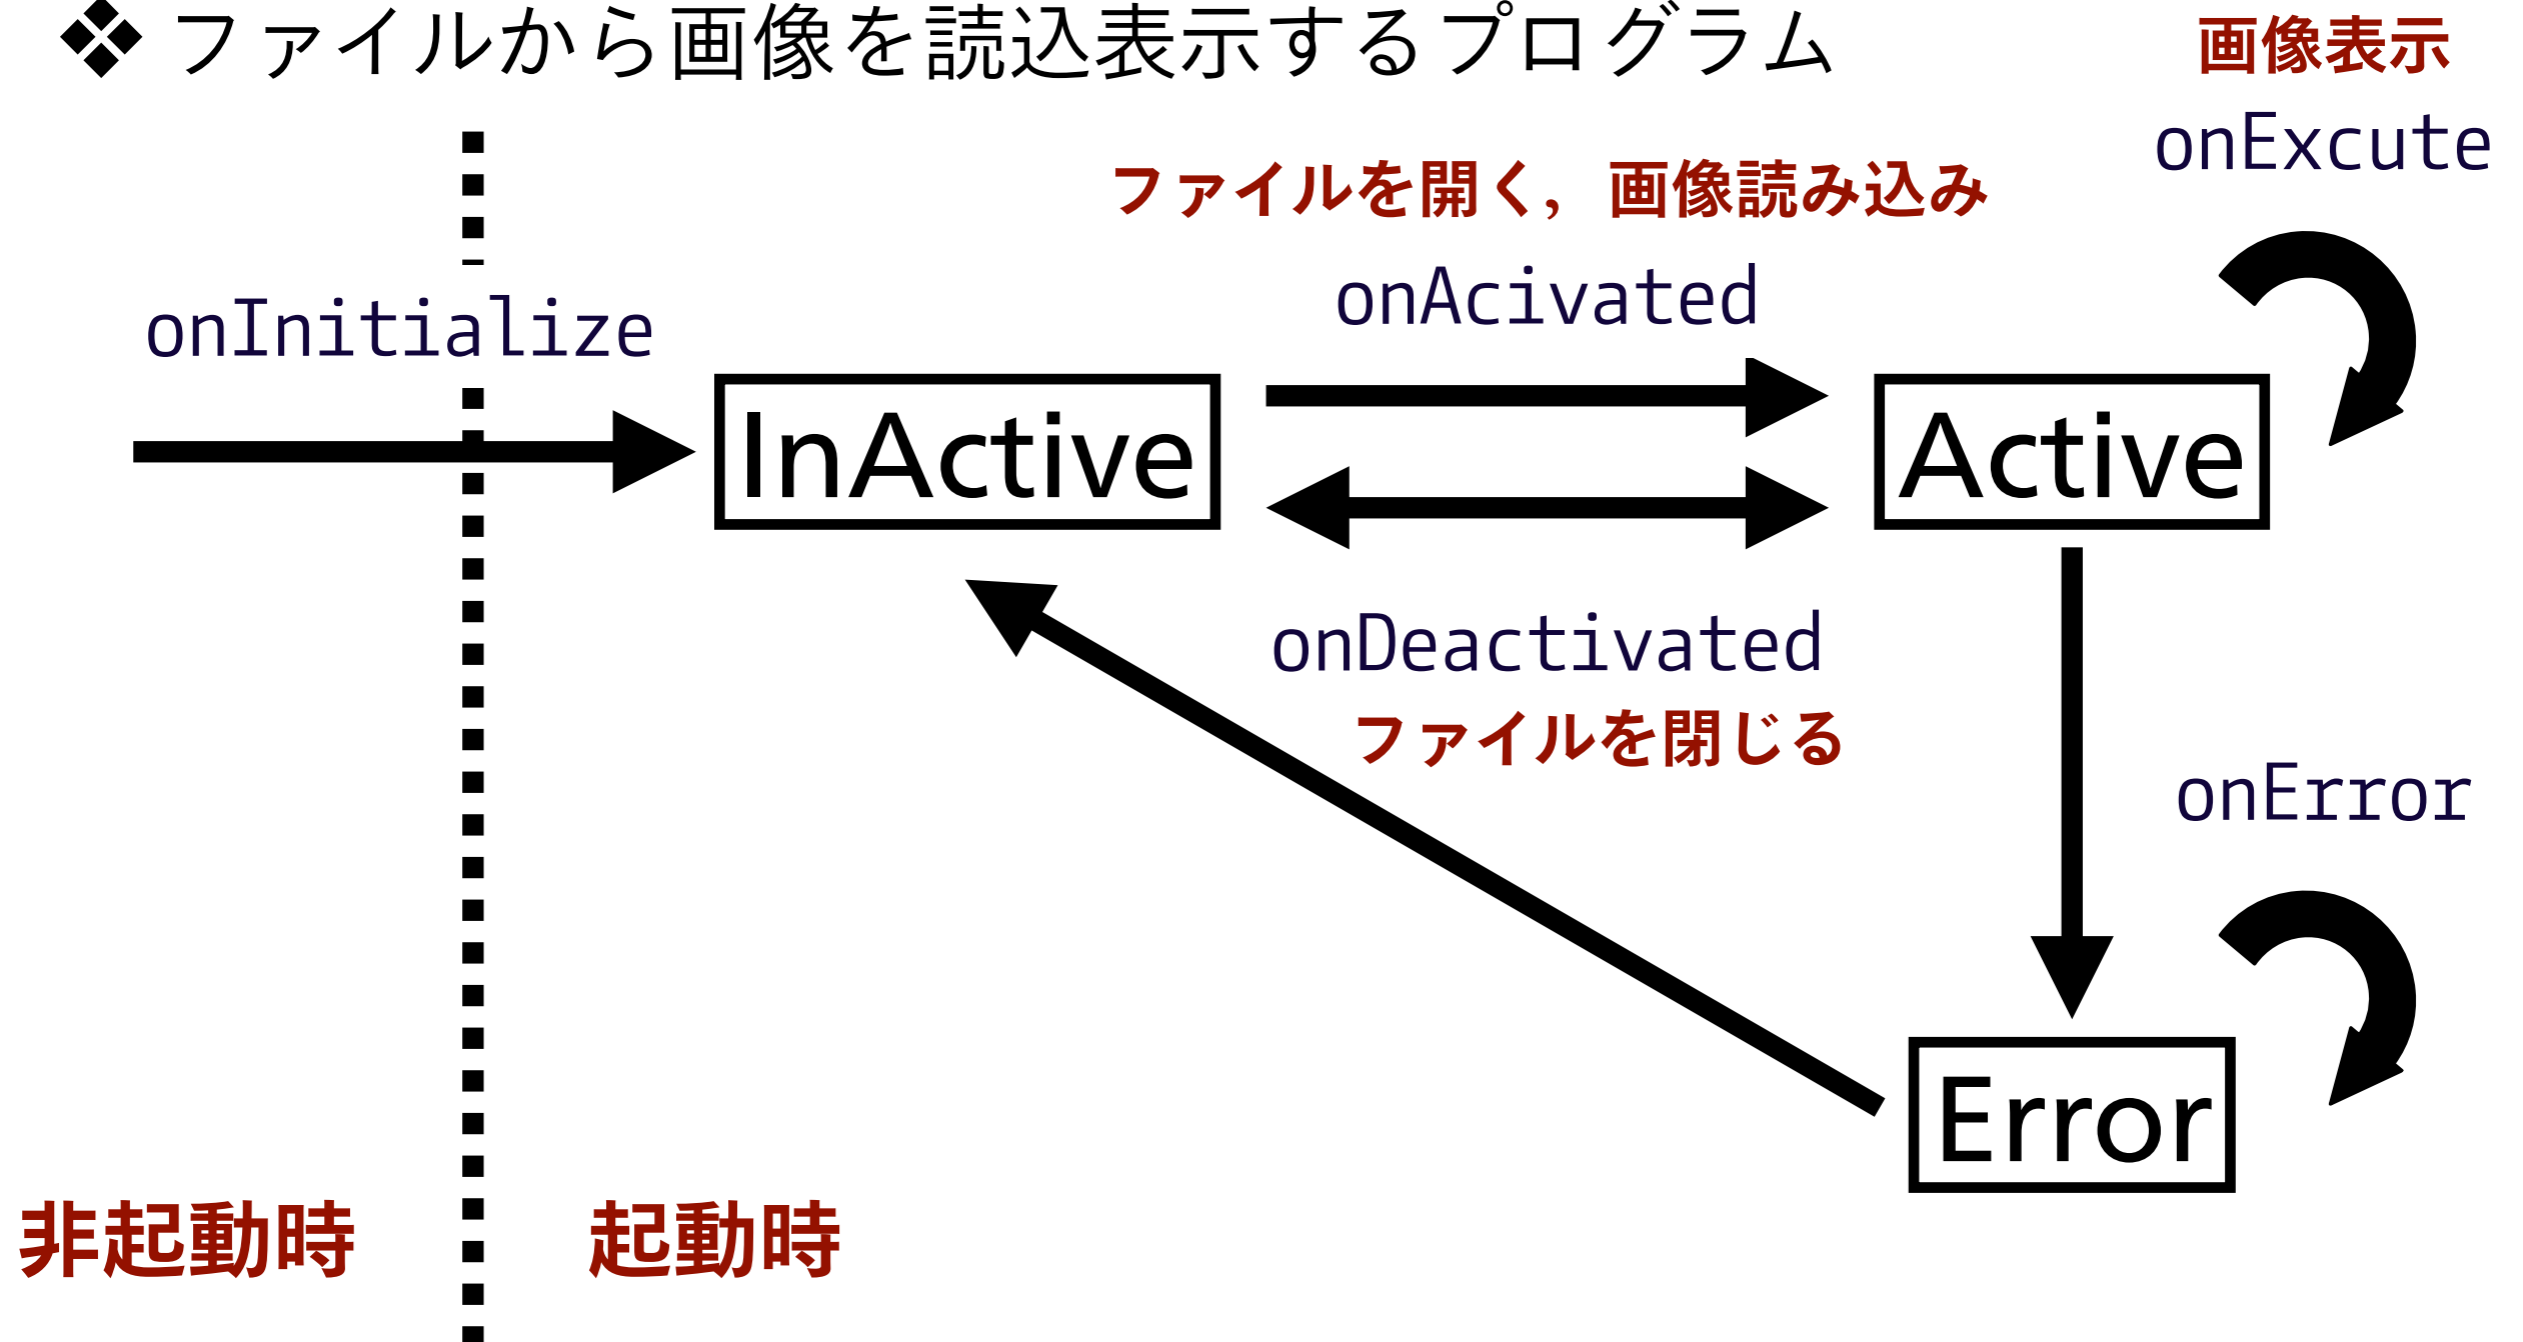 ❖ファイルから画像を読込表示するプログラム
画像表示
onExcute
ファイルを開く，画像読み込み
onAcivated
onInitialize
InActive
Active
onDeactivated
ファイルを閉じる
onError
Error
非起動時
起動時